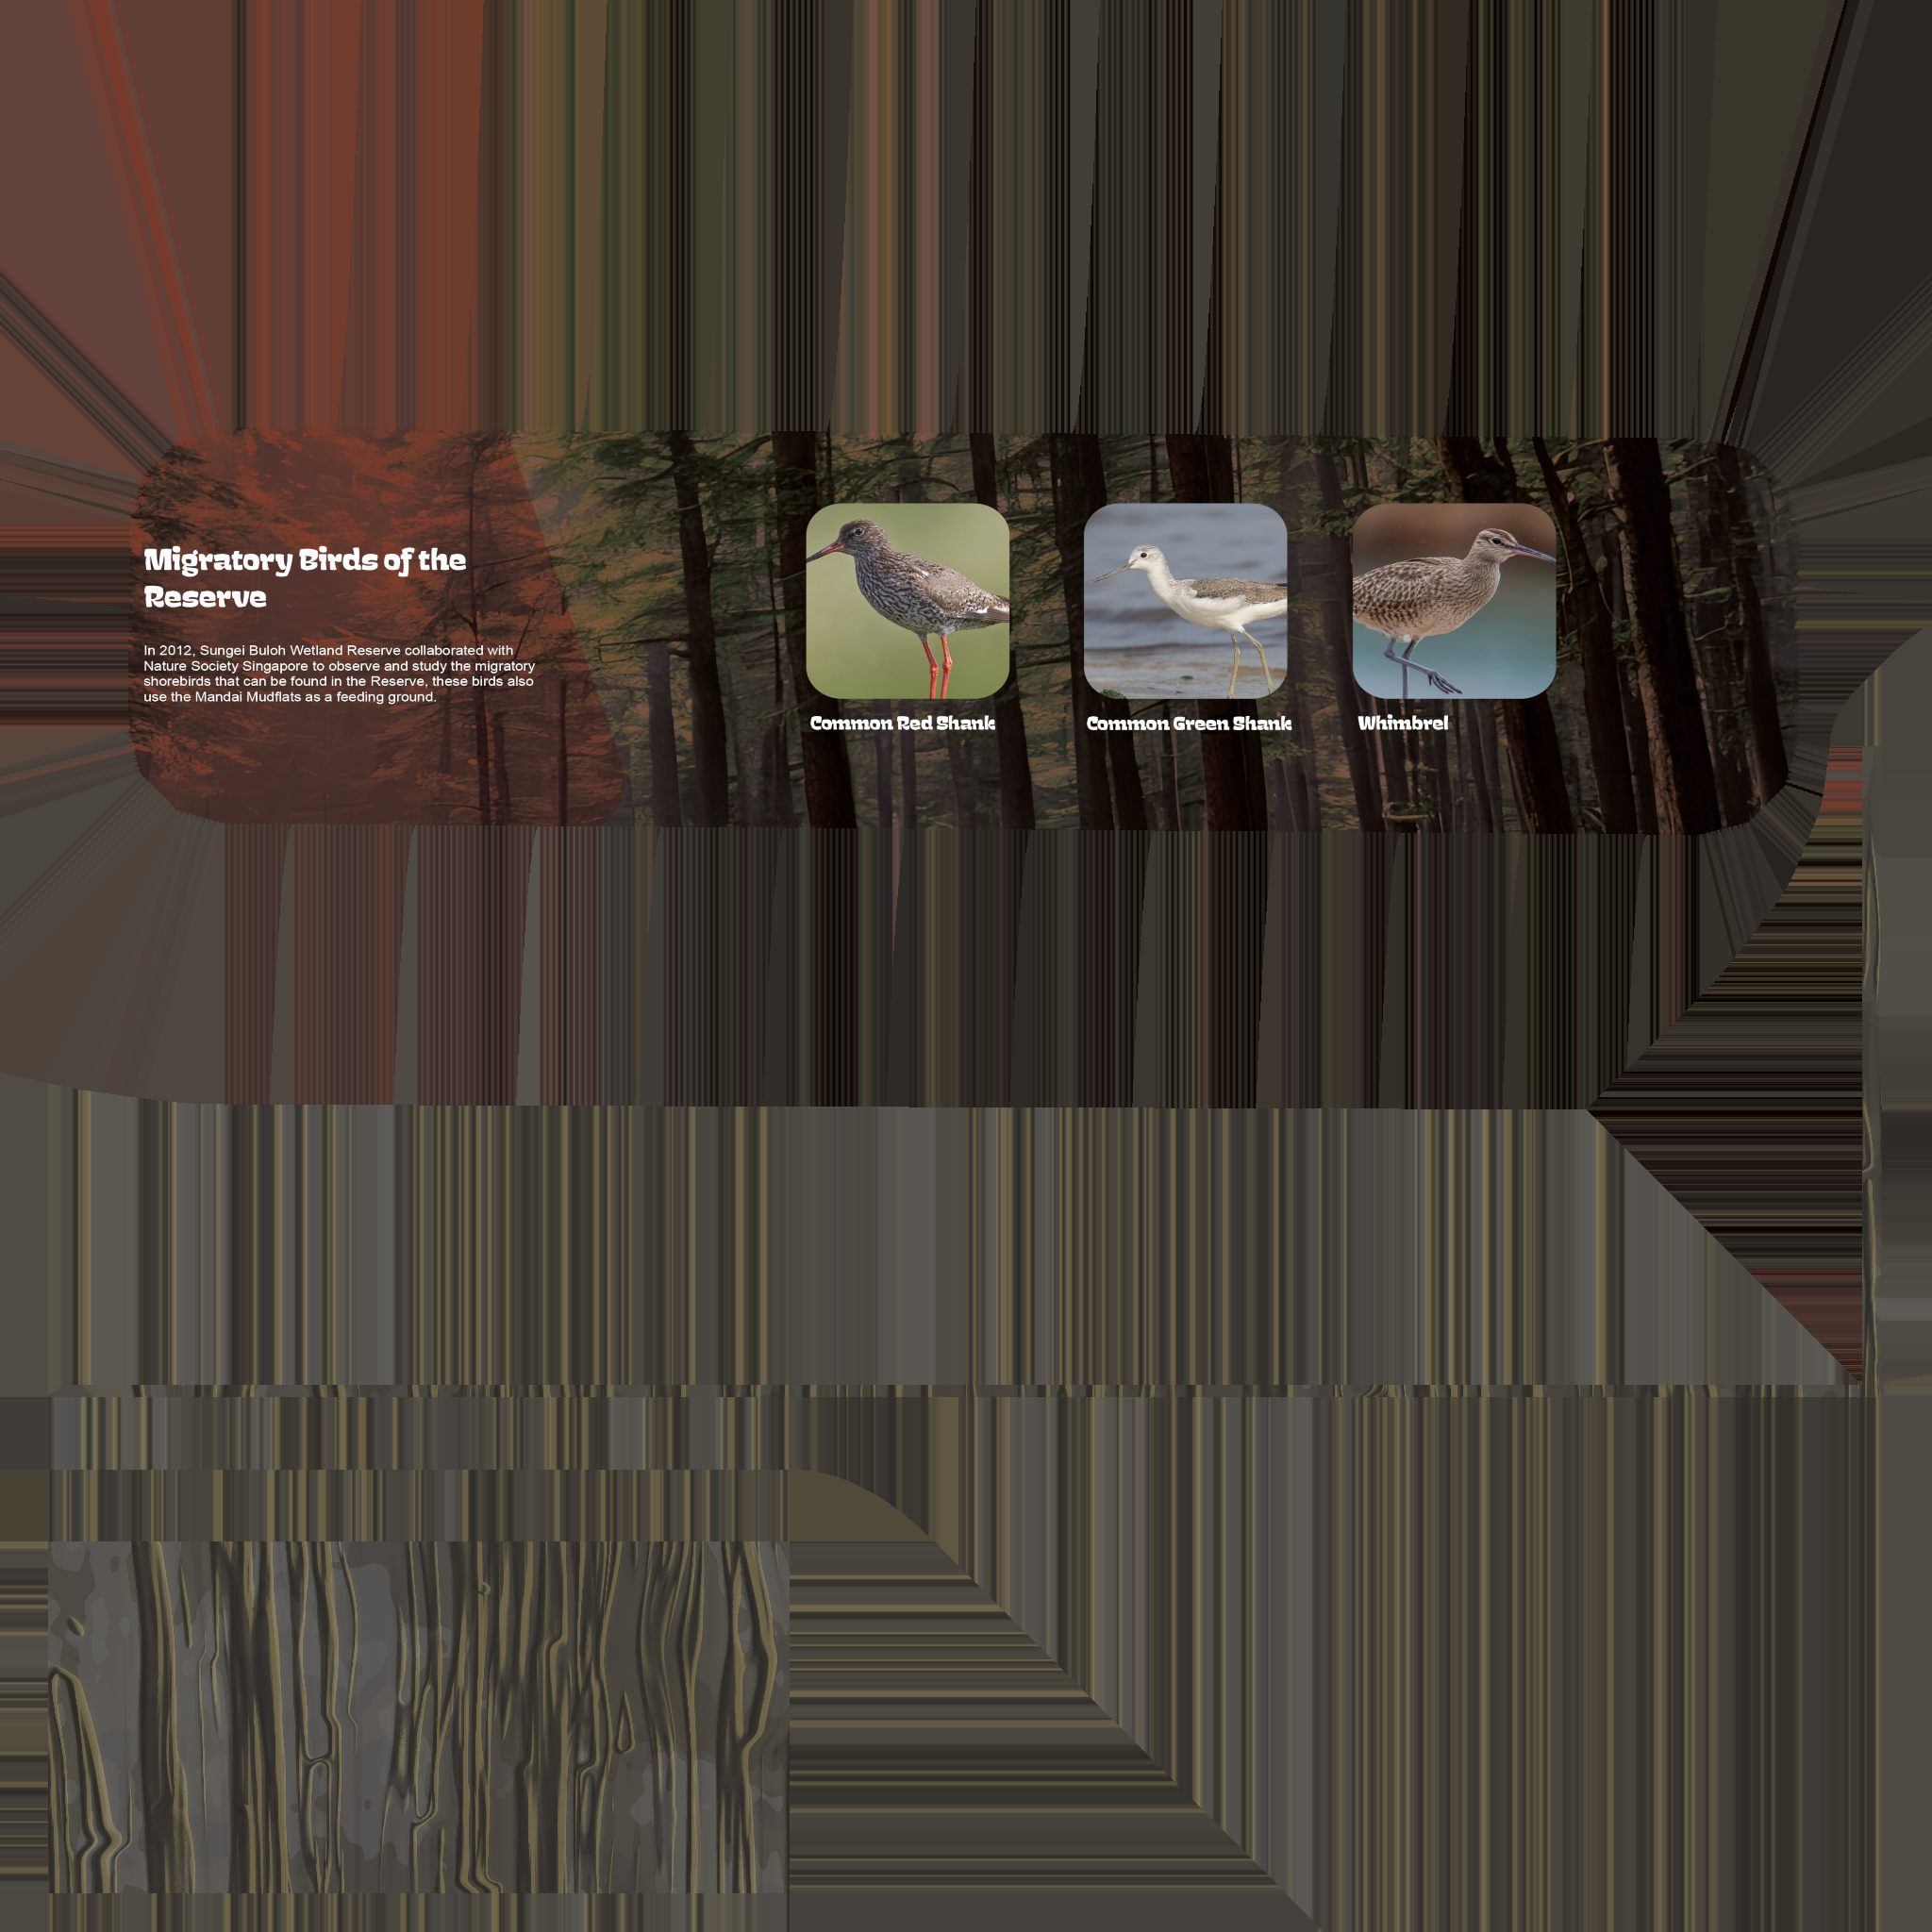 Migratory Birds of the
Reserve
In 2012, Sungei Buloh Wetland Reserve collaborated with
Nature Society Singapore to observe and study the migratory
shorebirds that can be found in the Reserve, these birds also
use the Mandai Mudflats as a feeding ground.
Common Red Shank
Common Green Shank
Whimbrel